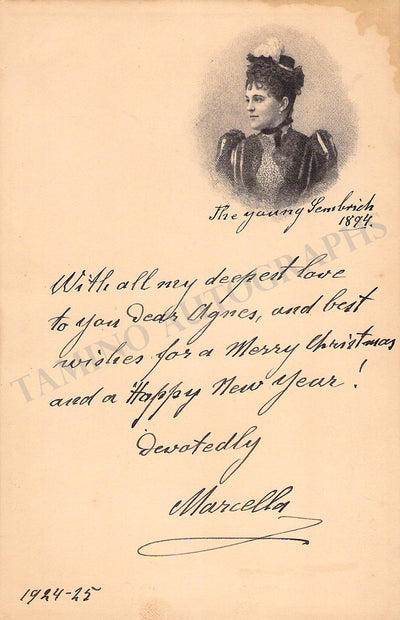 The young Sembrich
1894.
With all my deepest love
to you dear Agnes, and best
wishes for a Merry Christmas
and a Happy New Year!
Devotedly
Marcella
1924-25
TAMINO AUTOGRAPHS